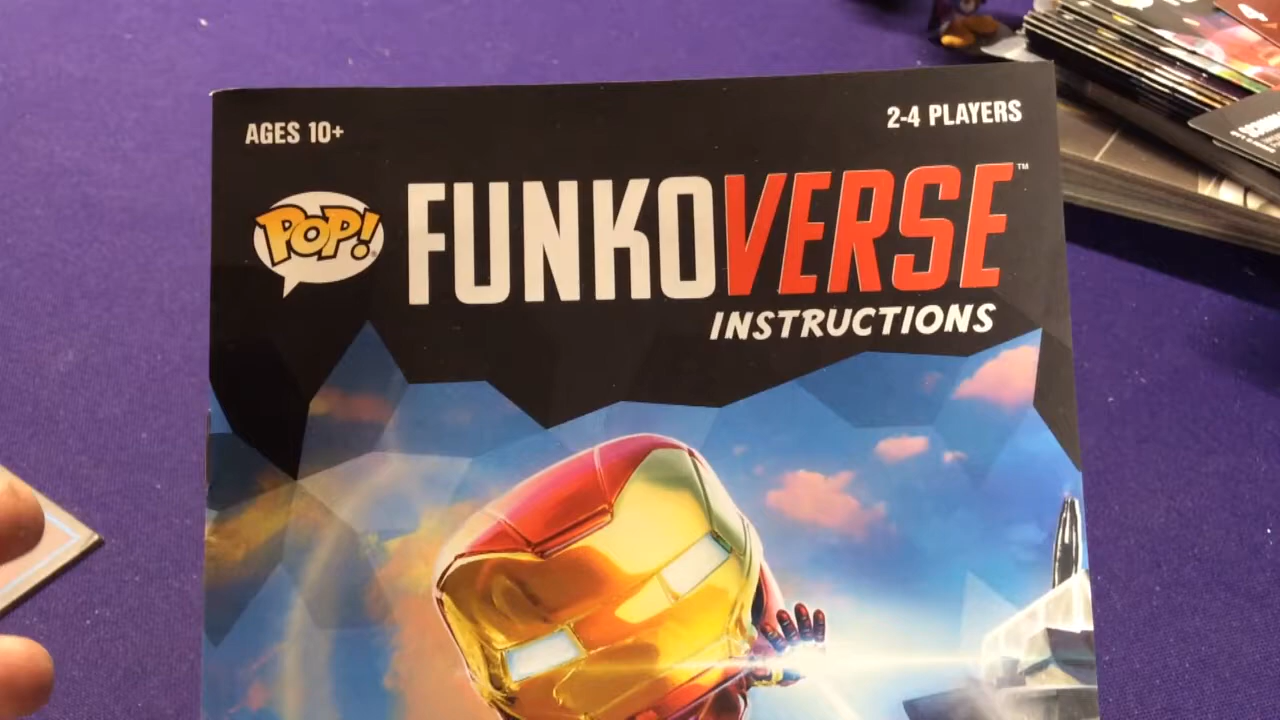 AGES 10+
2-4 PLAYERS
POP!
FUNKOVERSE™
INSTRUCTIONS